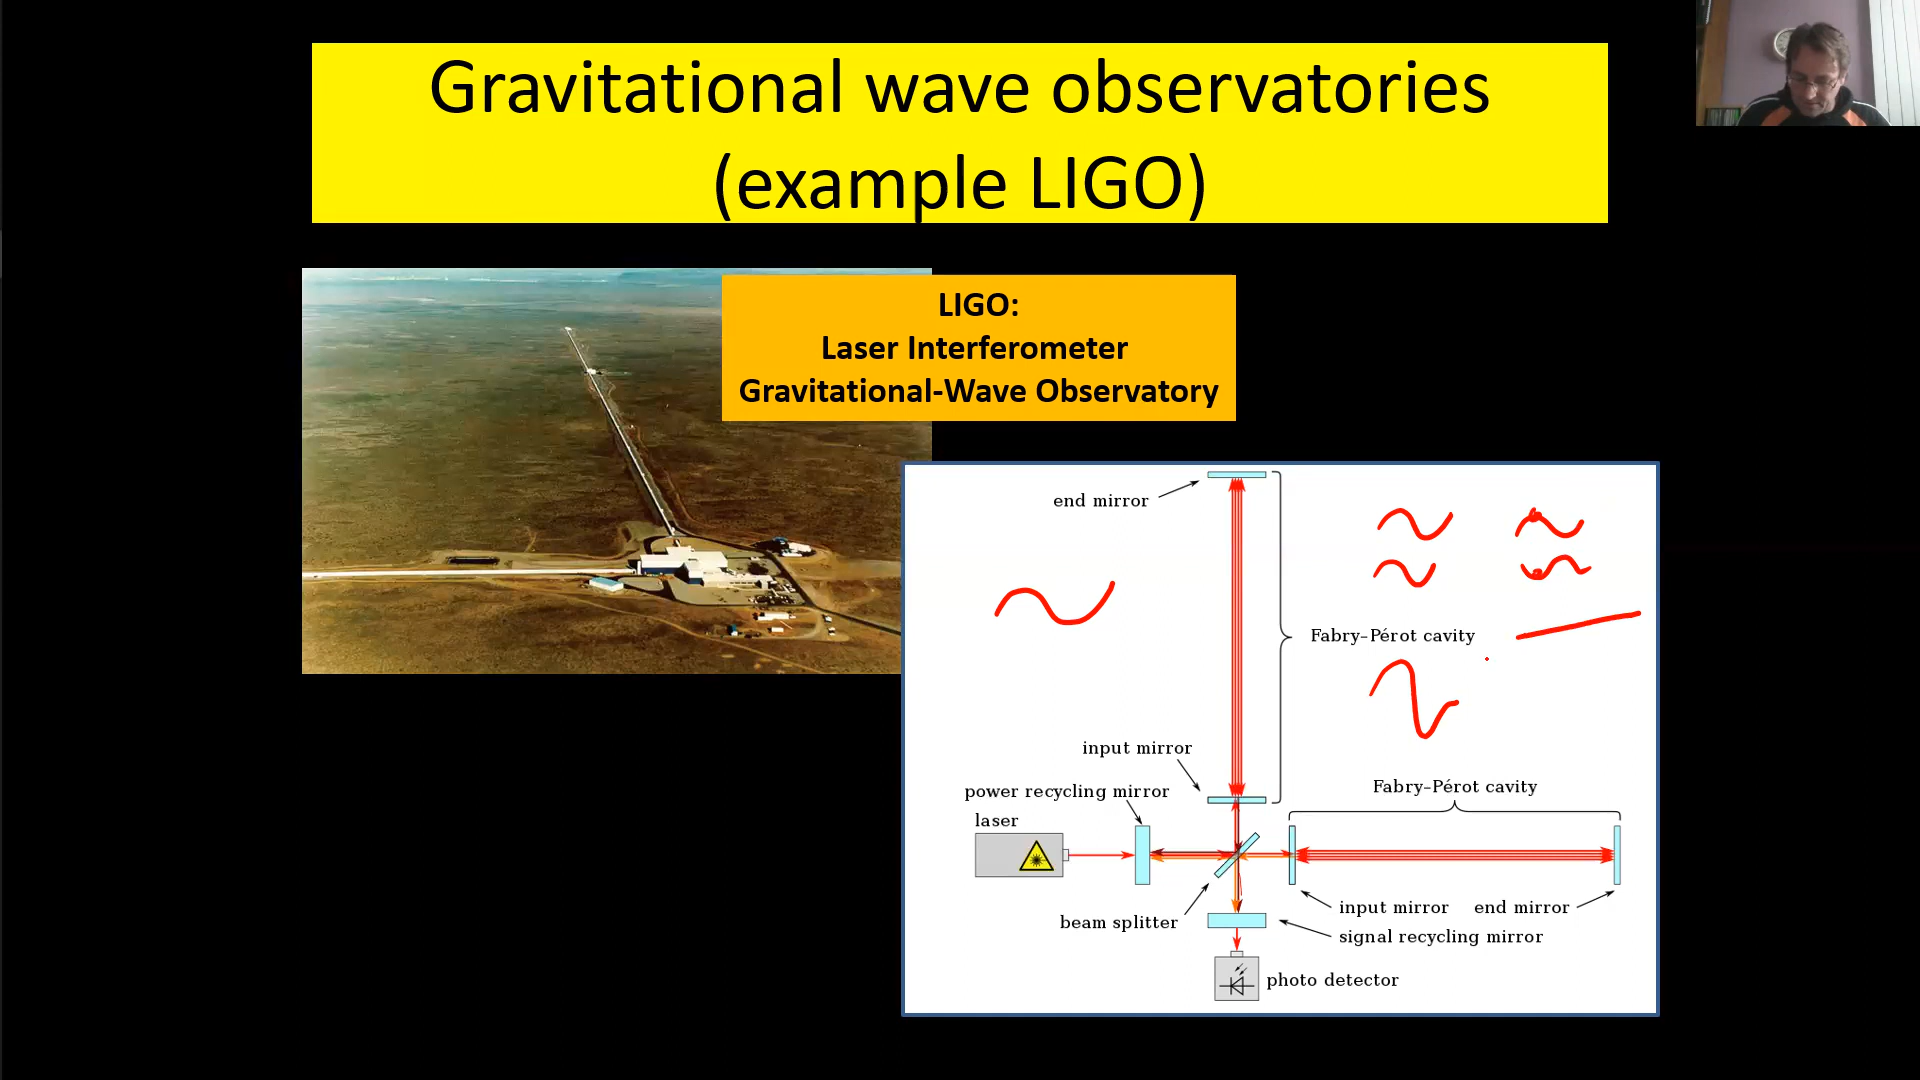 Gravitational wave observatories
(example LIGO)
LIGO:
Laser Interferometer
Gravitational-Wave Observatory
end mirror
Fabry–Pérot cavity
input mirror
power recycling mirror
laser
Fabry–Pérot cavity
beam splitter
input mirror
end mirror
signal recycling mirror
photo detector